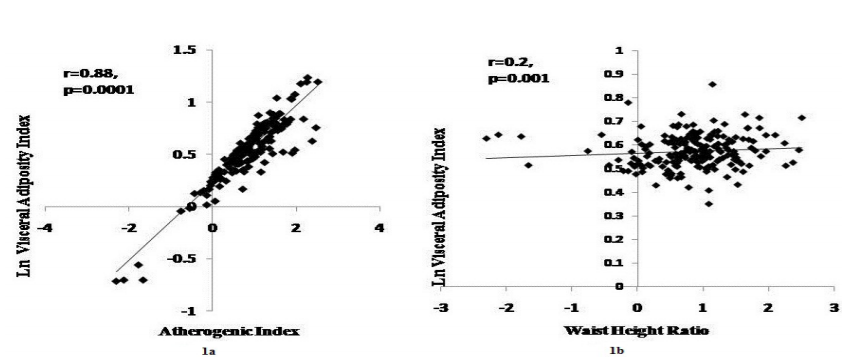 r=0.88,
p=0.0001
Ln Visceral Adiposity Index
1.5
1
0.5
0
-0.5
-1
-4
-2
0
2
4
Atherogenic Index
1a
r=0.2,
p=0.001
Ln Visceral Adiposity Index
1
0.9
0.8
0.7
0.6
0.5
0.4
0.3
0.2
0.1
0
-3
-2
-1
0
1
2
3
Waist Height Ratio
1b